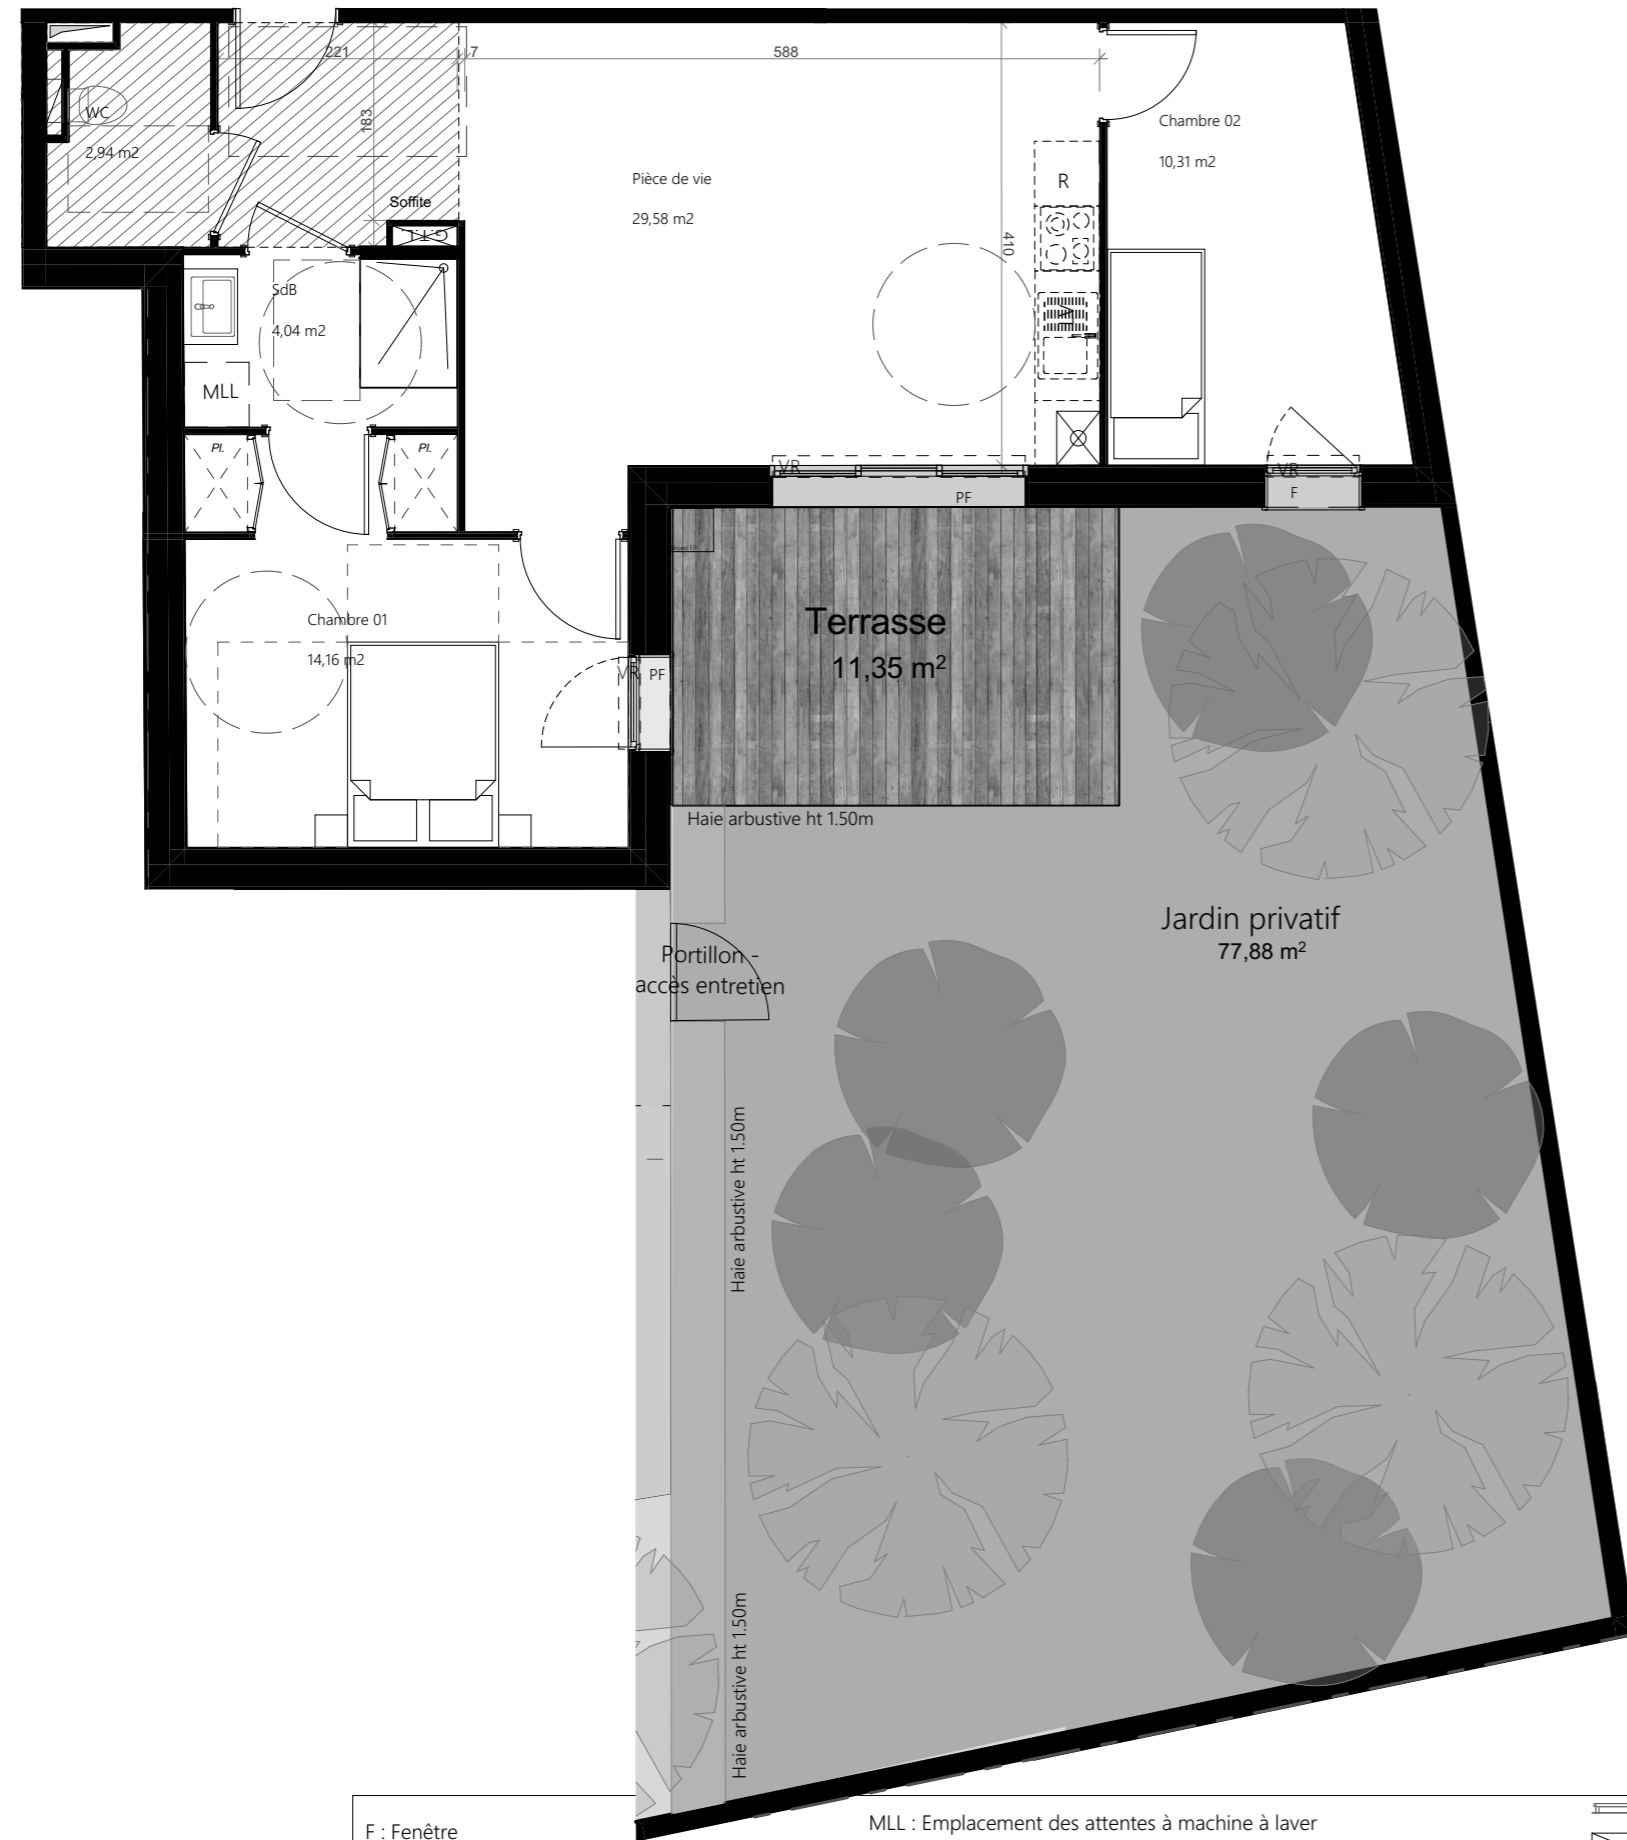 221
7
588
183
WC
2,94 m2
Soffite
GTL
Pièce de vie
29,58 m2
410
R
LV
Chambre 02
10,31 m2
SdB
4,04 m2
MLL
Pl.
Pl.
VR
PF
VR
F
Chambre 01
14,16 m2
VR
PF
Terrasse
11,35 m²
Haie arbustive ht 1.50m
Jardin privatif
77,88 m²
Portillon -
accès entretien
Haie arbustive ht 1.50m
Haie arbustive ht 1.50m
F : Fenêtre
MLL : Emplacement des attentes à machine à laver